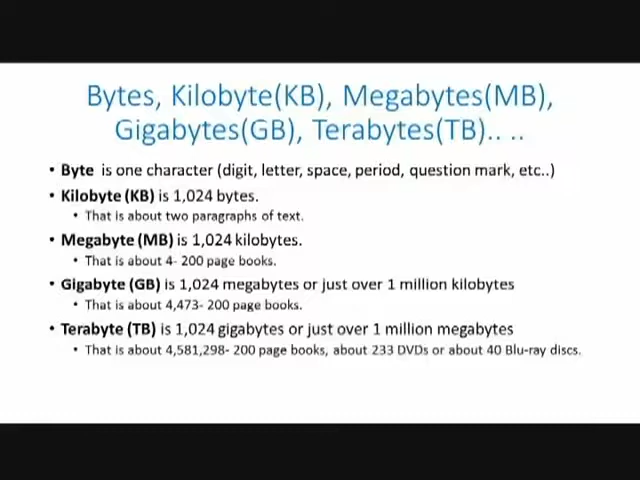 Bytes, Kilobyte(KB), Megabytes(MB),
Gigabytes(GB), Terabytes(TB).. ..
• Byte is one character (digit, letter, space, period, question mark, etc..)
• Kilobyte (KB) is 1,024 bytes.
• That is about two paragraphs of text.
• Megabyte (MB) is 1,024 kilobytes.
• That is about 4- 200 page books.
• Gigabyte (GB) is 1,024 megabytes or just over 1 million kilobytes
• That is about 4,473- 200 page books.
• Terabyte (TB) is 1,024 gigabytes or just over 1 million megabytes
• That is about 4,581,298- 200 page books, about 233 DVDs or about 40 Blu-ray discs.